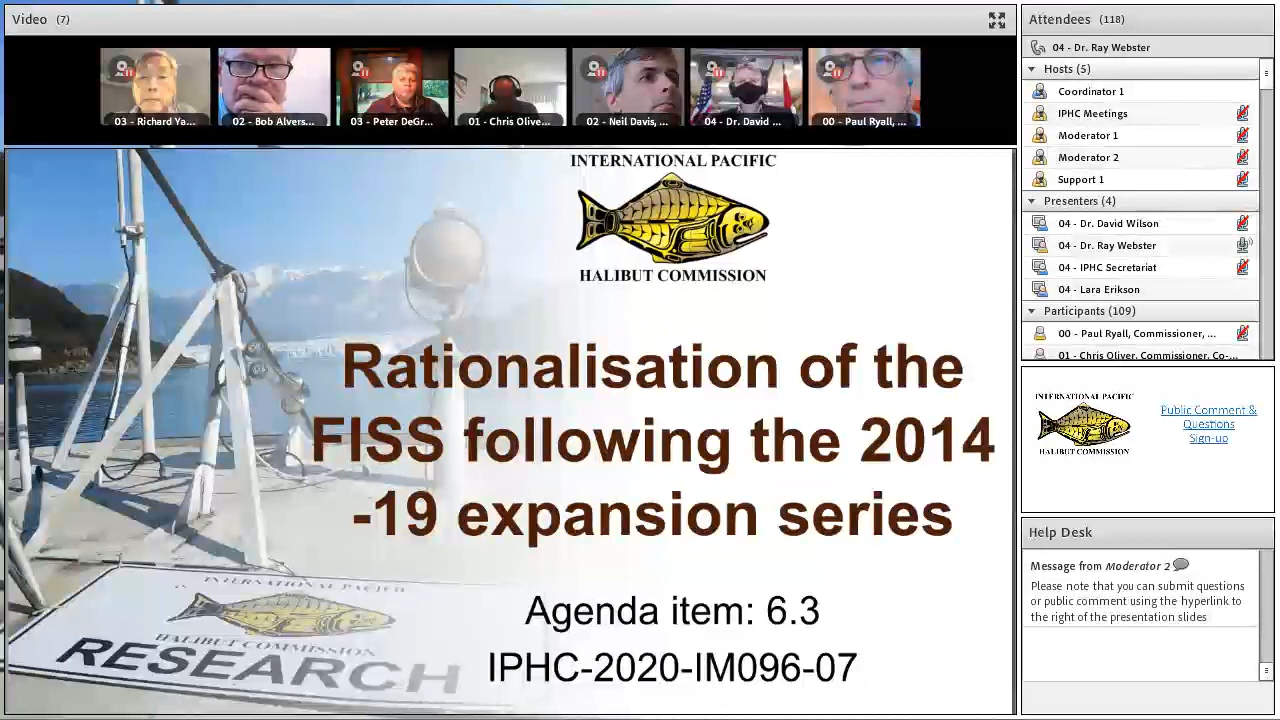 Video (7)
03 - Richard Ya...
02 - Bob Alvers...
03 - Peter DeGr...
01 - Chris Olive...
02 - Neil Davis, ...
04 - Dr. David ...
00 - Paul Ryall, ...
INTERNATIONAL PACIFIC
HALIBUT COMMISSION
Rationalisation of the
FISS following the 2014
-19 expansion series
Agenda item: 6.3
IPHC-2020-IM096-07
INTERNATIONAL PACIFIC
HALIBUT COMMISSION
RESEARCH
Attendees (118)
04 - Dr. Ray Webster
Hosts (5)
Coordinator1
IPHC Meetings
Moderator 1
Moderator 2
Support 1
Presenters (4)
04 - Dr. David Wilson
04 - Dr. Ray Webster
04 - IPHC Secretariat
04 - Lara Erikson
Participants (109)
00 - Paul Ryall, Commissioner, ...
01 - Chris Oliver, Commissioner, Co-...
INTERNATIONAL PACIFIC
HALIBUT COMMISSION
Public Comment &
Questions
Sign-up
Help Desk
Message from Moderator 2
Please note that you can submit questions
or public comment using the hyperlink to
the right of the presentation slides